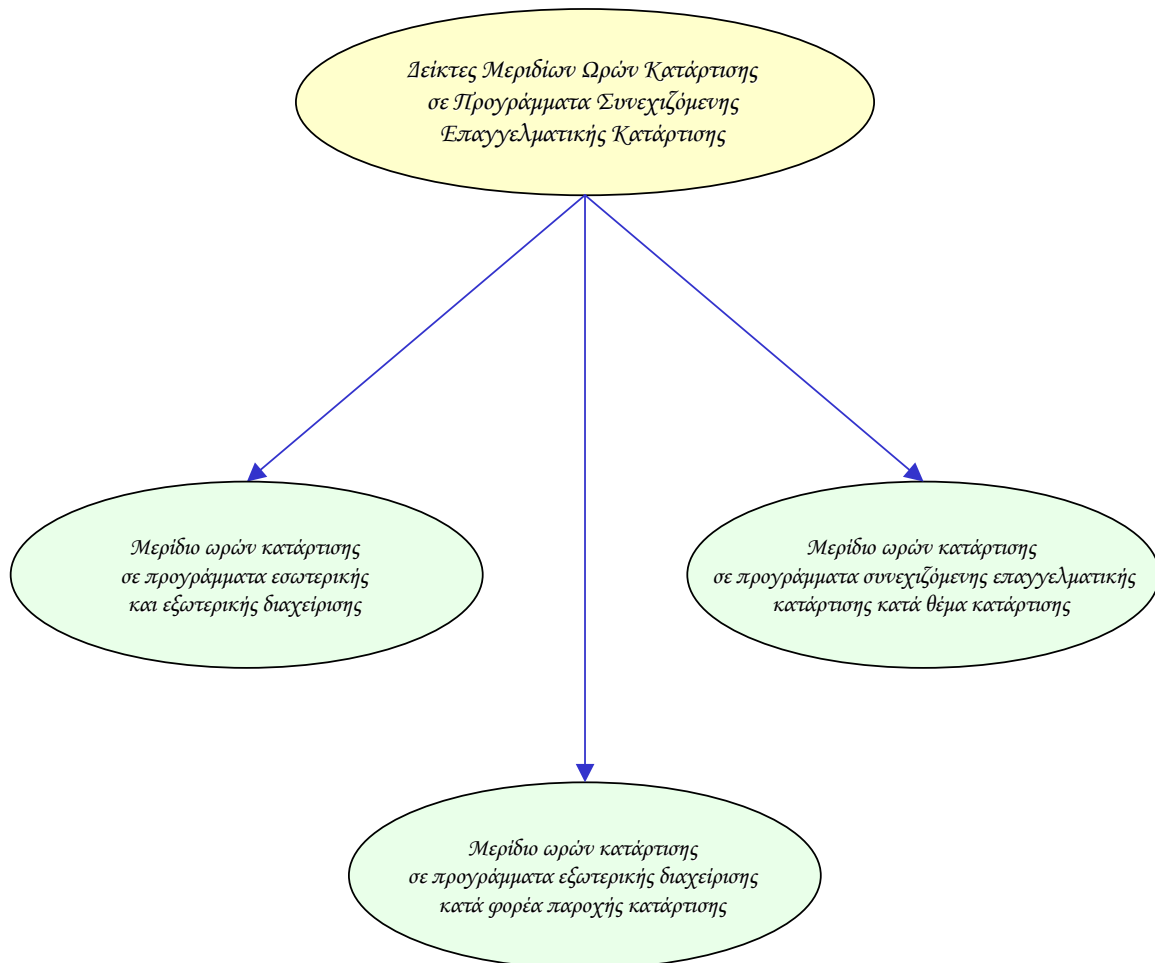 Δείκτες Μεριδίων Ωρών Κατάρτισης
σε Προγράμματα Συνεχιζόμενης
Επαγγελματικής Κατάρτισης
Μερίδιο ωρών κατάρτισης
σε προγράμματα εσωτερικής
και εξωτερικής διαχείρισης
Μερίδιο ωρών κατάρτισης
σε προγράμματα συνεχιζόμενης επαγγελματικής
κατάρτισης κατά θέμα κατάρτισης
Μερίδιο ωρών κατάρτισης
σε προγράμματα εξωτερικής διαχείρισης
κατά φορέα παροχής κατάρτισης